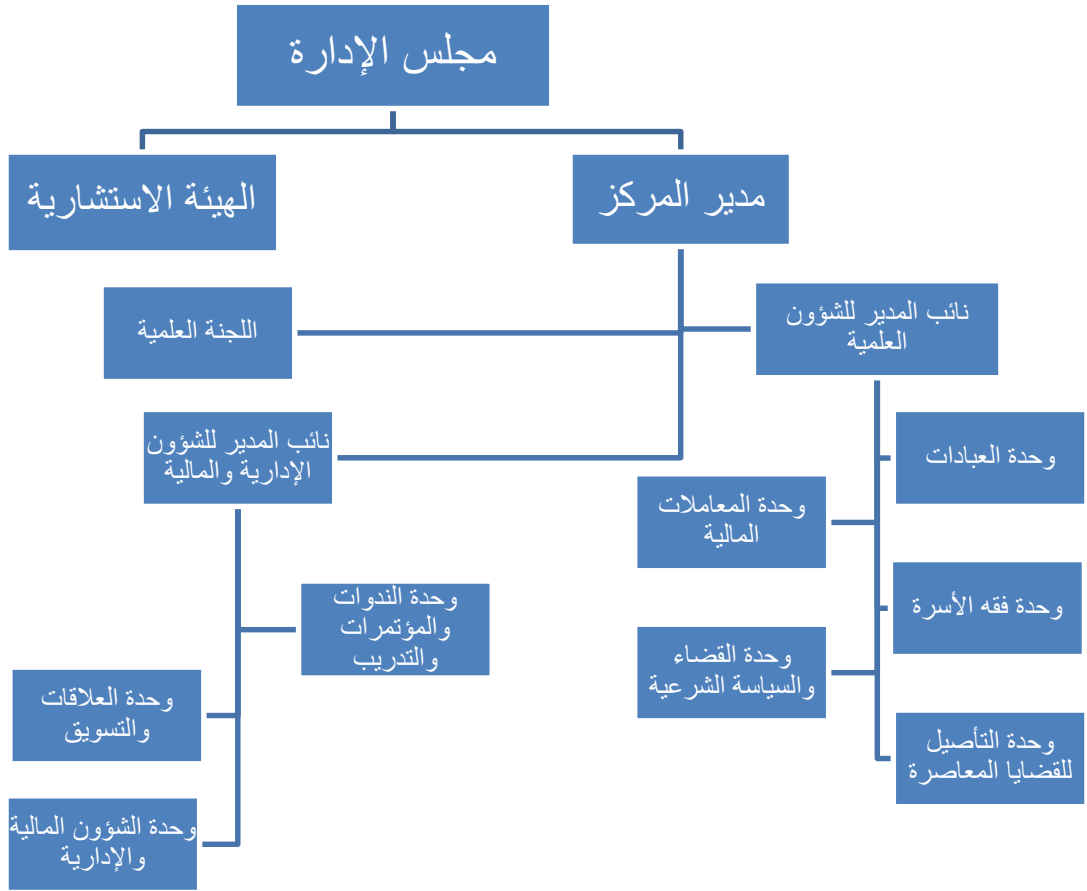 مجلس الإدارة
مدير المركز
الهيئة الاستشارية
نائب المدير للشؤون
العلمية
اللجنة العلمية
نائب المدير للشؤون
الإدارية والمالية
وحدة العبادات
وحدة المعاملات
المالية
وحدة فقه الأسرة
وحدة القضاء
والسياسة الشرعية
وحدة التأصيل
للقضايا المعاصرة
وحدة الندوات
والمؤتمرات
والتدريب
وحدة العلاقات
والتسويق
وحدة الشؤون المالية
والإدارية